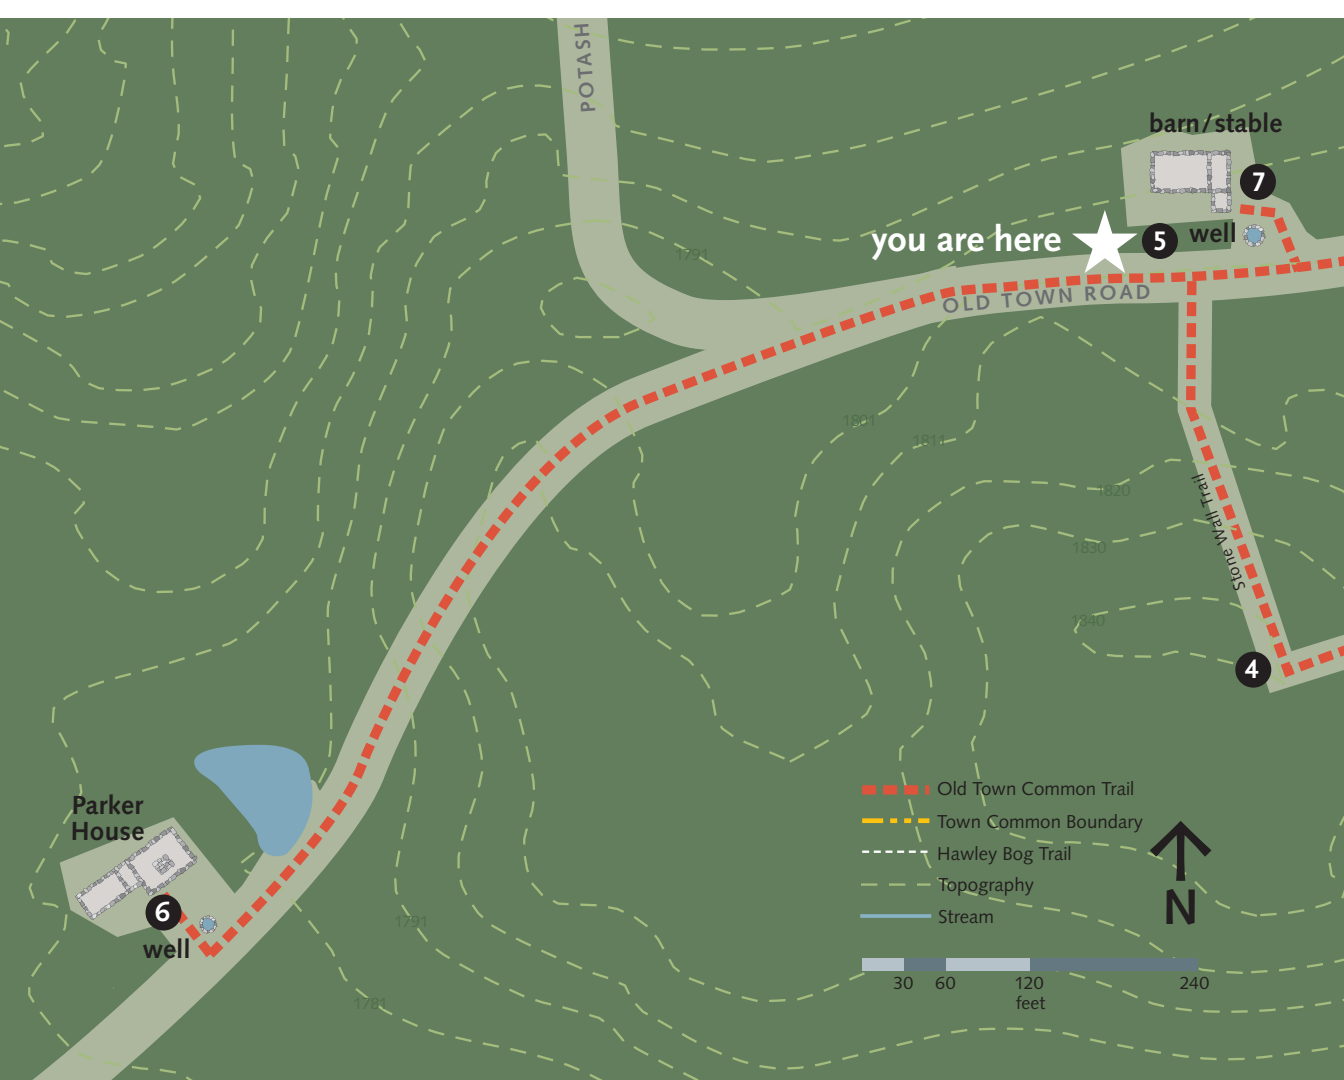 POTASH
barn/stable
7
you are here
5
well
1791
OLD TOWN ROAD
1801
1811
1820
Stone Wall Trail
1830
1840
4
Parker
House
6
well
1791
1781
Old Town Common Trail
Town Common Boundary
Hawley Bog Trail
Topography
Stream
N
30 60 120 240
feet